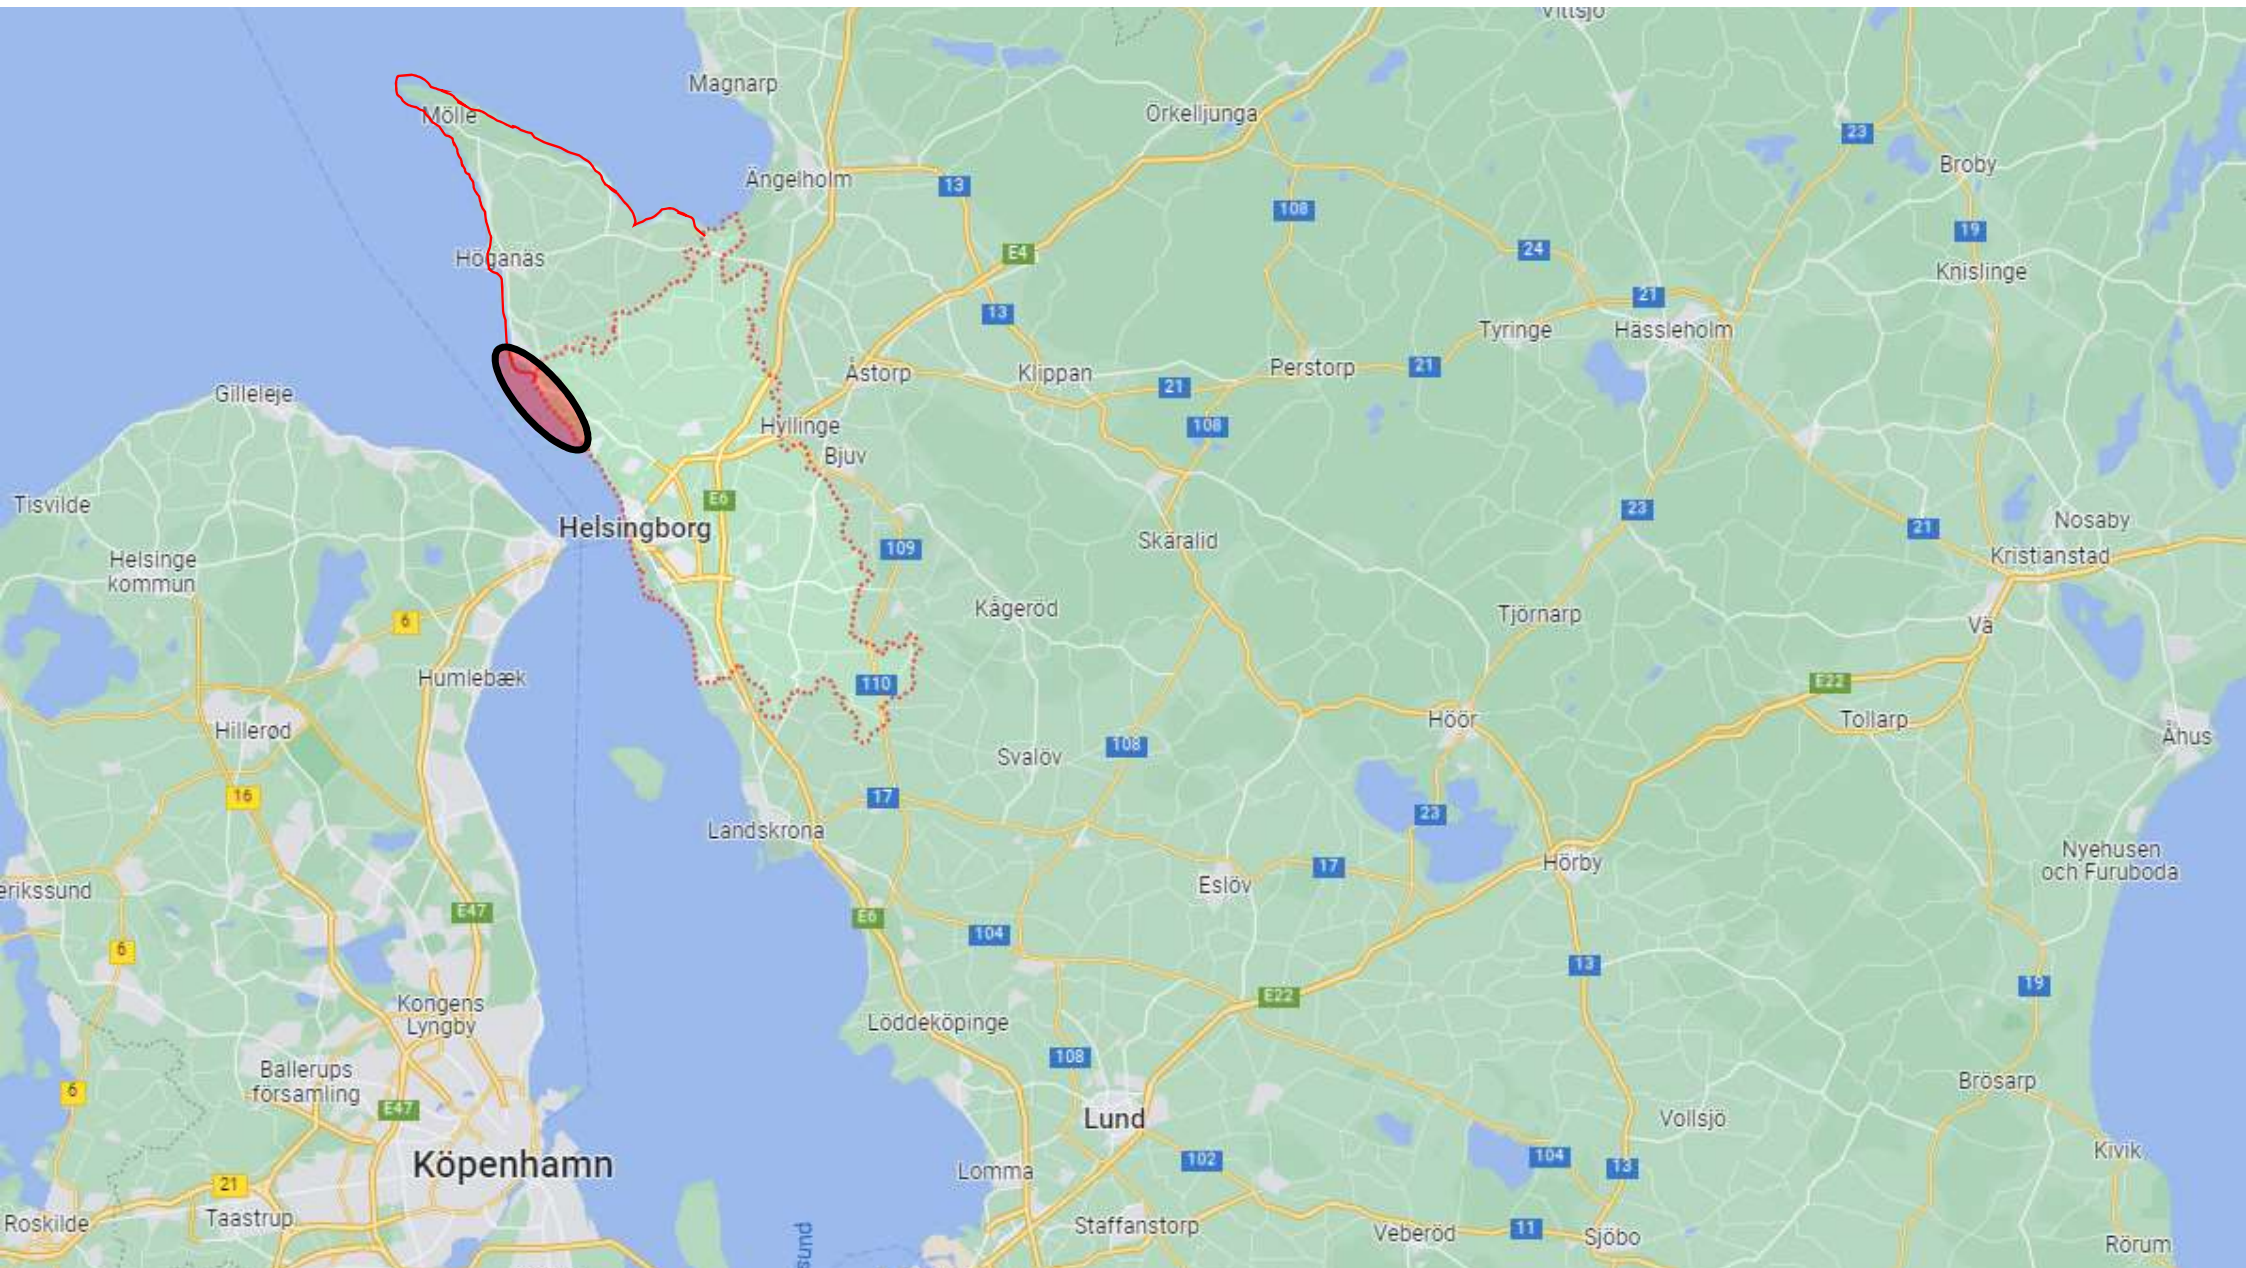 Vittsjö
Magnarp
Mölle
Örkelljunga
23
Broby
Ängelholm
13
108
19
24
E4
Höganäs
Knislinge
21
13
Tyringe
Hässleholm
Åstorp
Klippan
Perstorp
21
21
Gilleleje
Hyllinge
108
Bjuv
Tisvilde
E6
23
Nosaby
Helsingborg
21
Skäralid
109
Kristianstad
Helsinge
kommun
Kågeröd
Tjörnarp
6
Vä
Humlebæk
110
E22
Hillerød
Höör
Tollarp
Åhus
108
Svalöv
16
17
23
Landskrona
Nyehusen
och Furuboda
17
Hörby
Eslöv
erikssund
E47
E6
104
6
13
19
E22
Kongens
Lyngby
Löddeköpinge
108
Ballerups
församling
Brösarp
6
E47
Lund
Vollsjö
Kivik
Köpenhamn
102
104
13
Lomma
21
Roskilde
Taastrup
Staffanstorp
Veberöd
11
Sjöbo
Rörum
sund